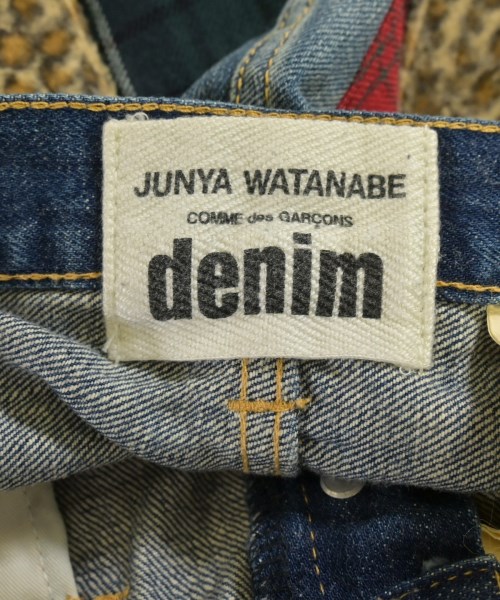 JUNYA WATANABE
COMME des GARÇONS
denim